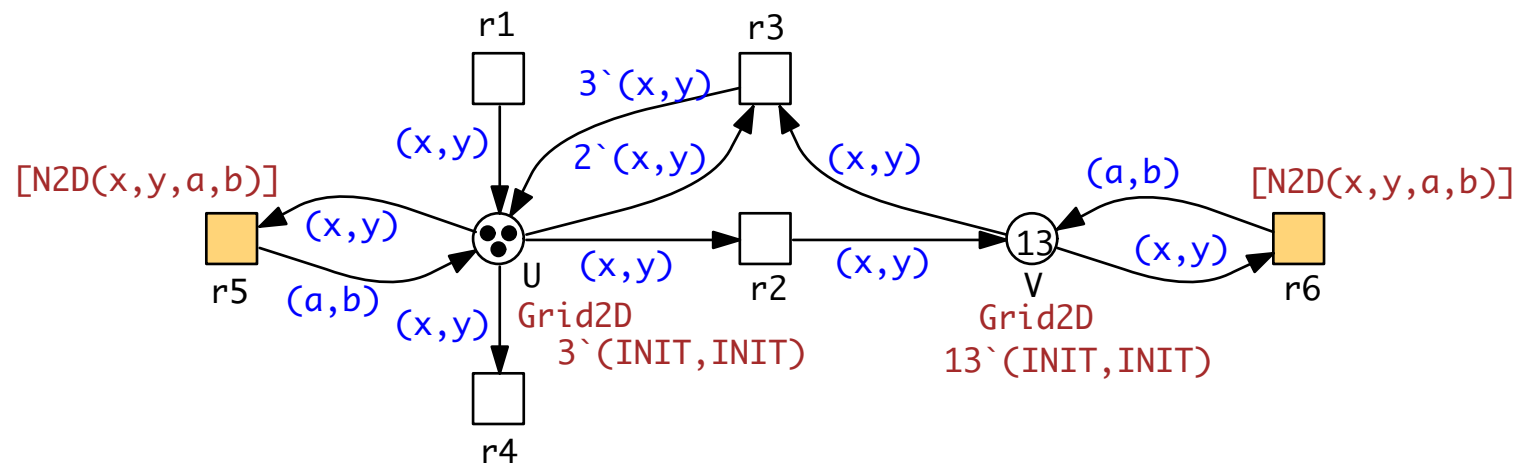 r1
r3
3`(x,y)
(x,y)
2`(x,y)
(x,y)
[N2D(x,y,a,b)]
(a,b)
[N2D(x,y,a,b)]
(x,y)
13
(x,y)
(x,y)
(x,y)
r5
U
r2
V
r6
(a,b)
(x,y)
Grid2D
3`(INIT,INIT)
Grid2D
13`(INIT,INIT)
r4